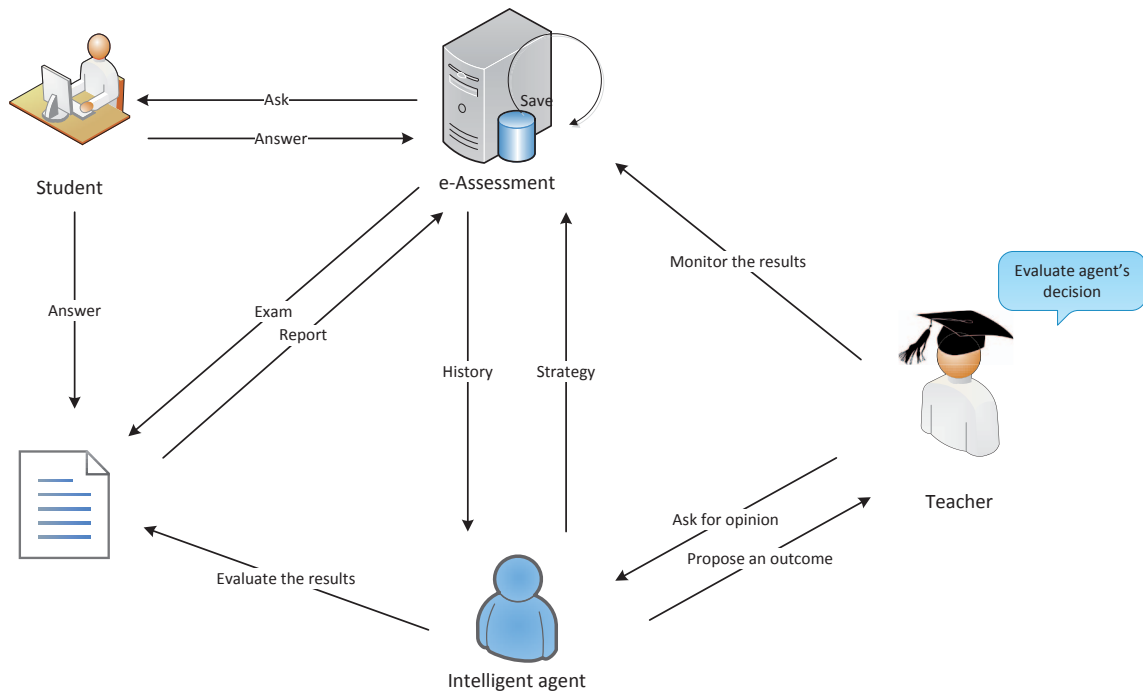 Ask
Save
Answer
Student
e-Assessment
Monitor the results
Evaluate agent's
decision
Answer
Exam
Report
History
Strategy
Teacher
Ask for opinion
Propose an outcome
Evaluate the results
Intelligent agent